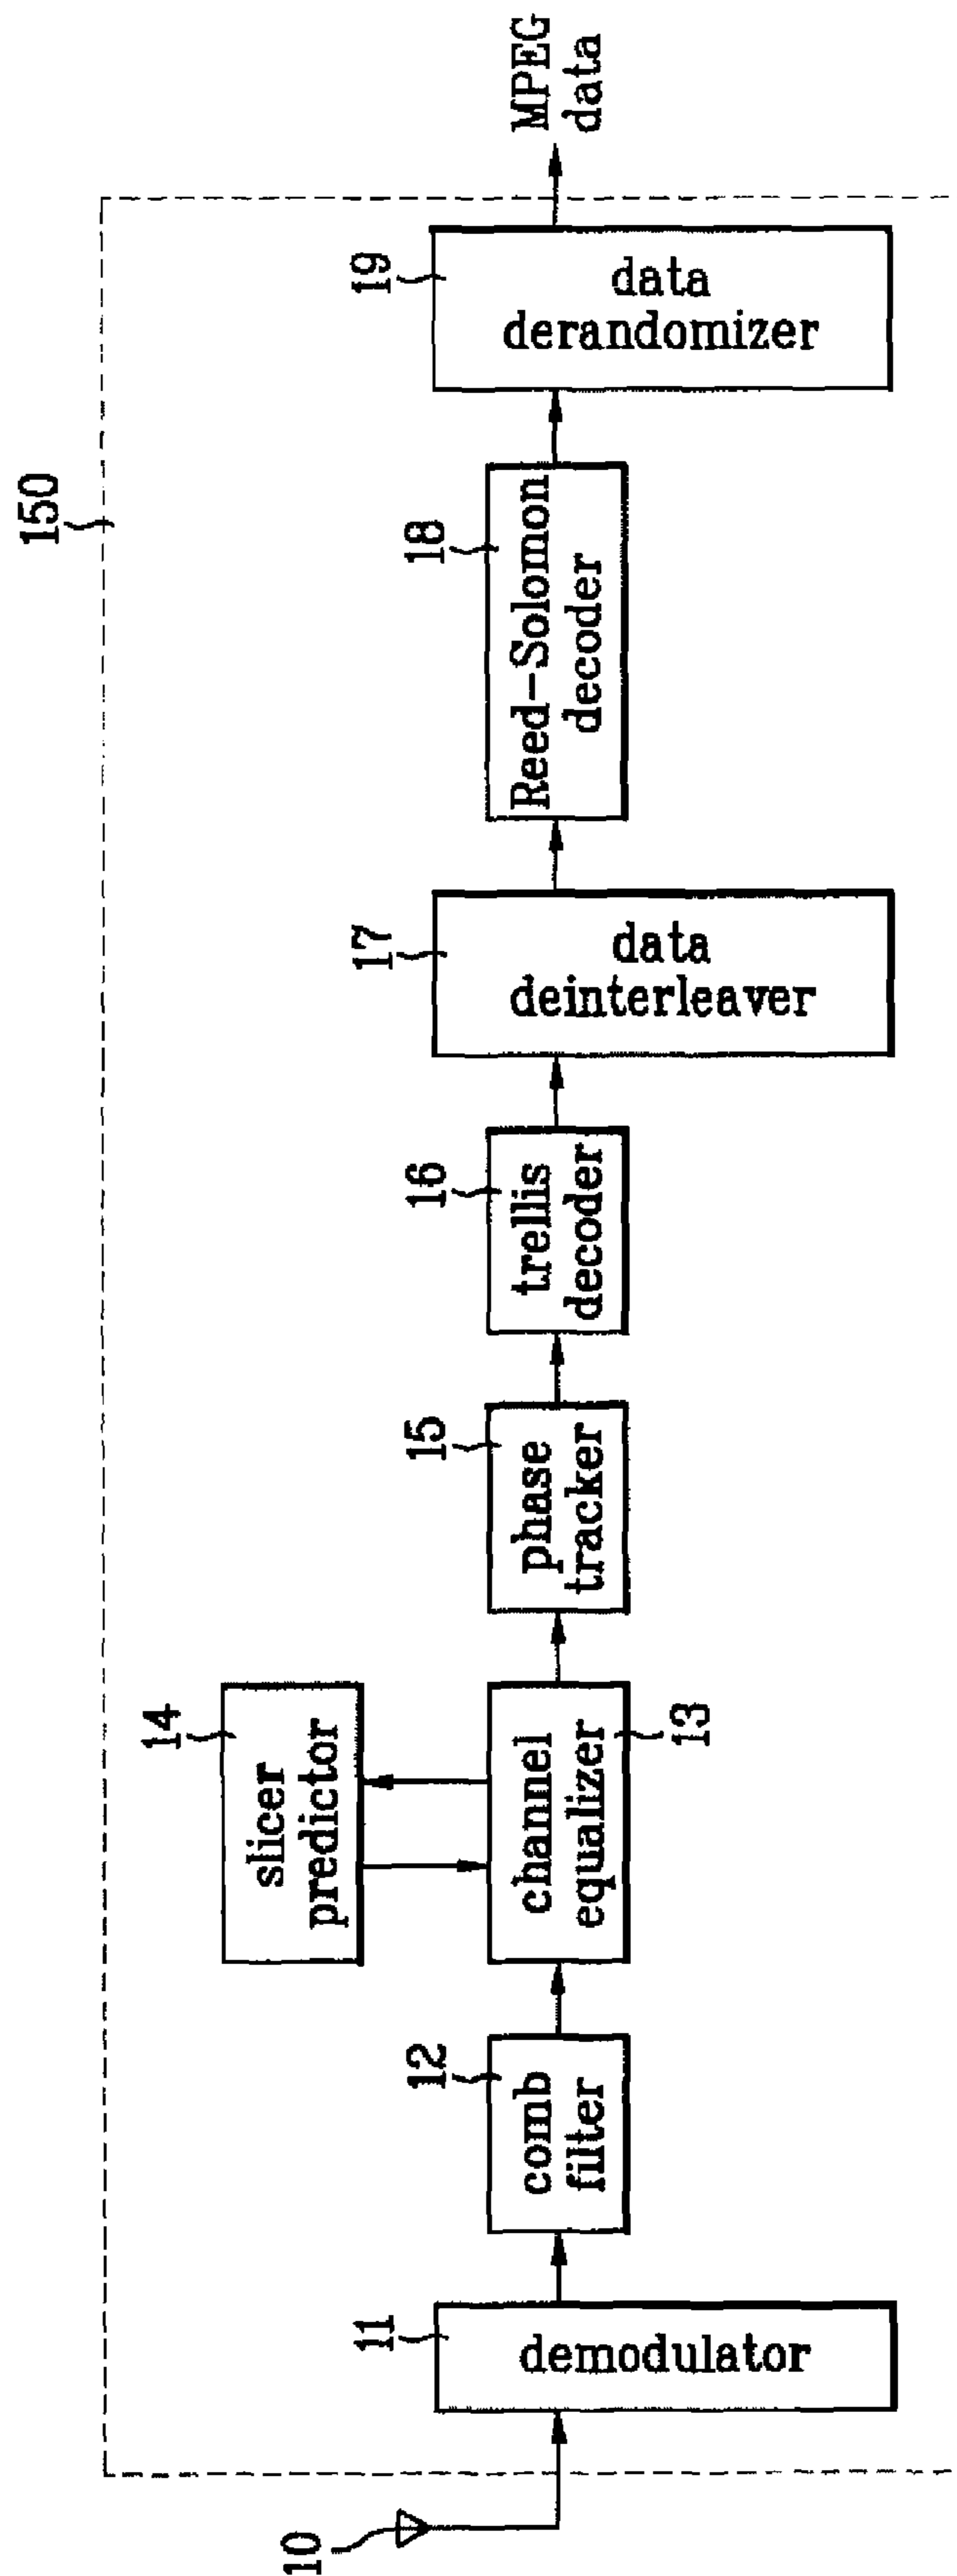 150
10
11
demodulator
12
comb
filter
14
slicer
predictor
channel
equalizer
13
15
phase
tracker
16
trellis
decoder
17
data
deinterleaver
18
Reed-Solomon
decoder
19
data
derandomizer
MPEG
data